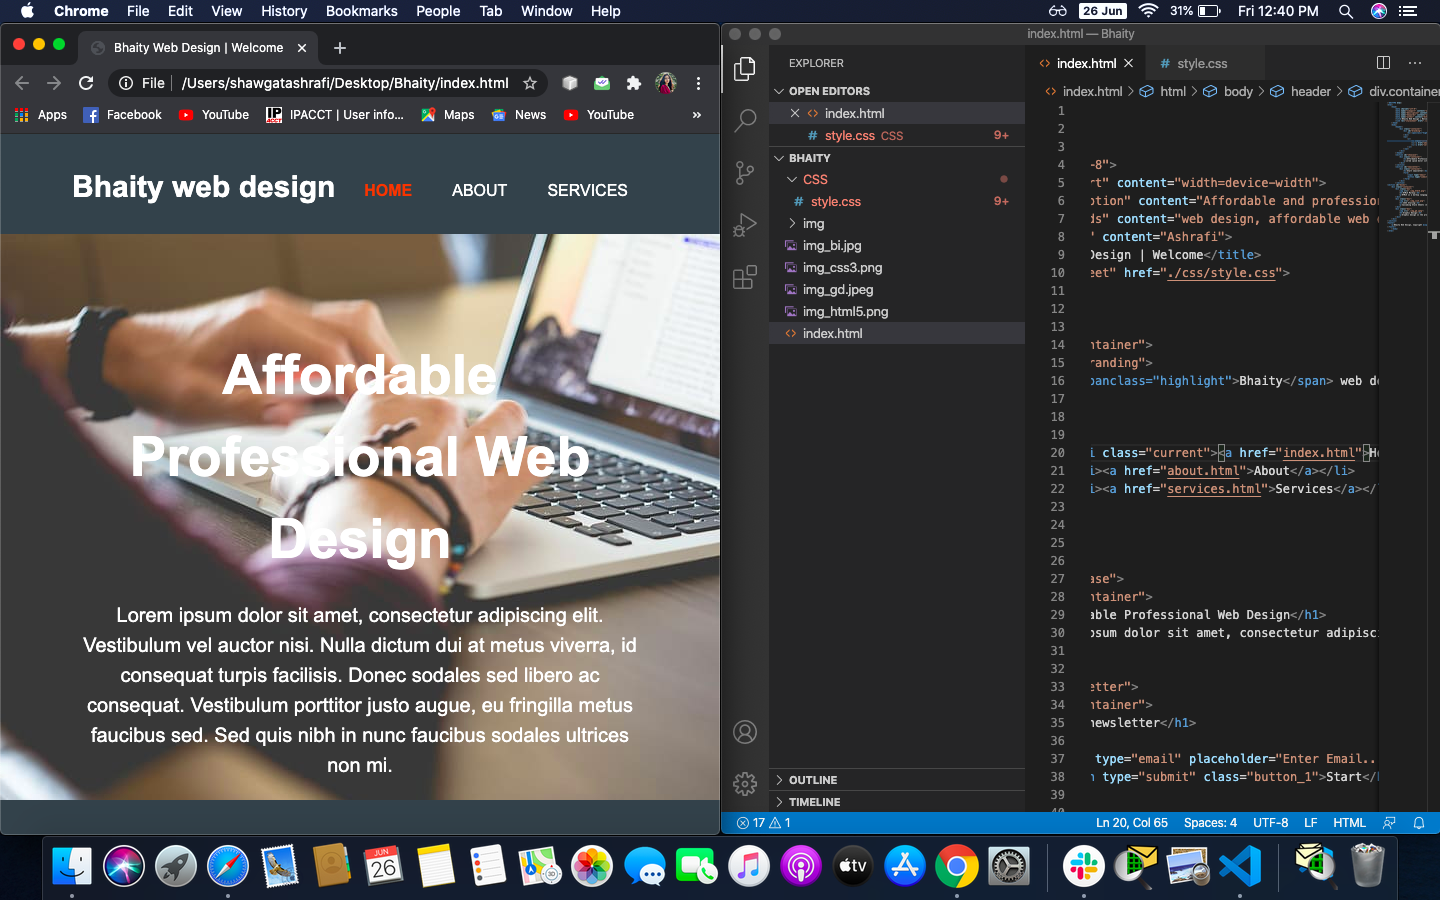 Chrome File Edit View History Bookmarks People Tab Window Help 26 Jun 31% Fri 12:40 PM
Bhaity Web Design | Welcome
File /Users/shawgatashrafi/Desktop/Bhaity/index.html
Apps Facebook YouTube IPACCT | User info... Maps News YouTube »
Bhaity web design HOME ABOUT SERVICES
Affordable
Professional Web
Design
Lorem ipsum dolor sit amet, consectetur adipiscing elit.
Vestibulum vel auctor nisi. Nulla dictum dui at metus viverra, id
consequat turpis facilisis. Donec sodales sed libero ac
consequat. Vestibulum porttitor justo augue, eu fringilla metus
faucibus sed. Sed quis nibh in nunc faucibus sodales ultrices
non mi.
index.html — Bhaity
EXPLORER
OPEN EDITORS
index.html
# style.css CSS 9+
BHAITY
CSS
# style.css 9+
img
img_bi.jpg
img_css3.png
img_gd.jpeg
img_html5.png
index.html
OUTLINE
TIMELINE
index.html # style.css
index.html > html > body > header > div.container
1
2
3
4 -8">
5 rt" content="width=device-width">
6 ption" content="Affordable and profession
7 ds" content="web design, affordable web
8 " content="Ashrafi">
9 Design | Welcome</title>
10 eet" href="./css/style.css">
11
12
13
14 ntainer">
15 randing">
16 panclass="highlight">Bhaity</span> web de
17
18
19
20 i class="current"><a href="index.html">H
21 i><a href="about.html">About</a></li>
22 i><a href="services.html">Services</a></
23
24
25
26
27 ase">
28 ntainer">
29 able Professional Web Design</h1>
30 psum dolor sit amet, consectetur adipisc
31
32
33 etter">
34 ntainer">
35 newsletter</h1>
36
37 type="email" placeholder="Enter Email..
38 n type="submit" class="button_1">Start</
39
40
17 1 Ln 20, Col 65 Spaces: 4 UTF-8 LF HTML
JUN
26
3D
tv